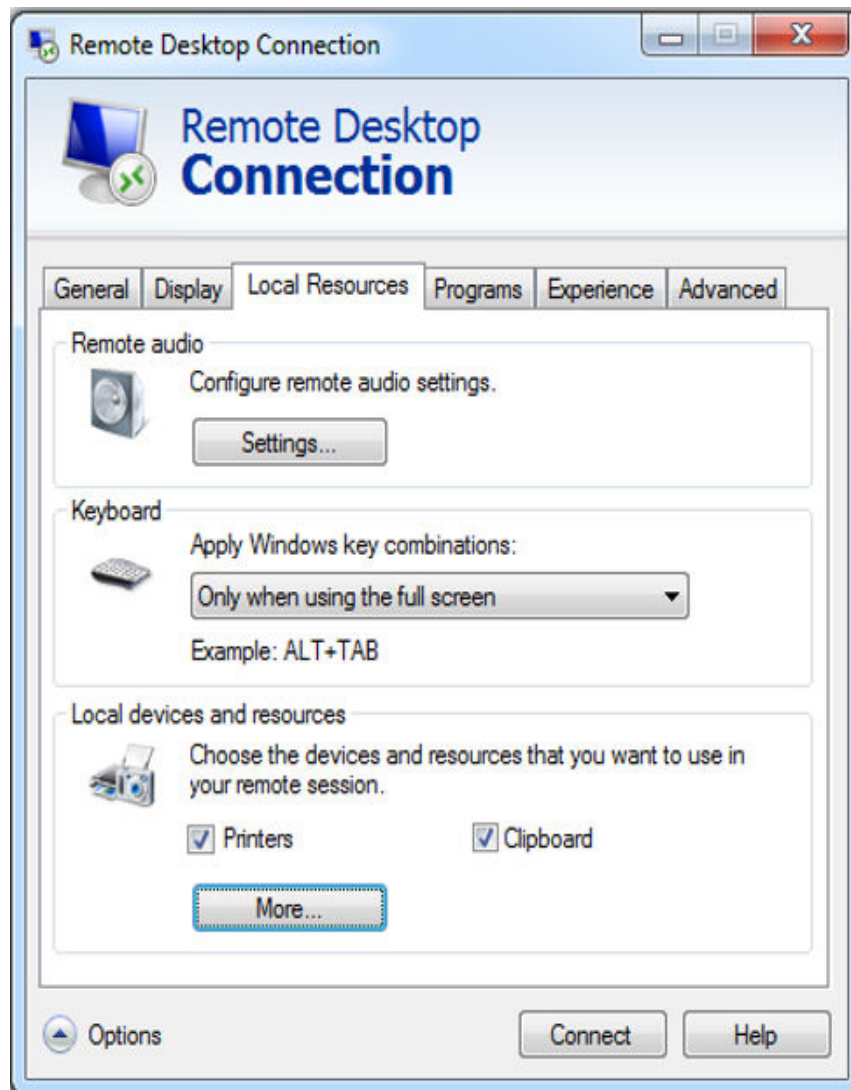 Remote Desktop Connection
Remote Desktop
Connection
General Display Local Resources Programs Experience Advanced
Remote audio
Configure remote audio settings.
Settings...
Keyboard
Apply Windows key combinations:
Only when using the full screen
Example: ALT+TAB
Local devices and resources
Choose the devices and resources that you want to use in
your remote session.
Printers Clipboard
More...
Options Connect Help